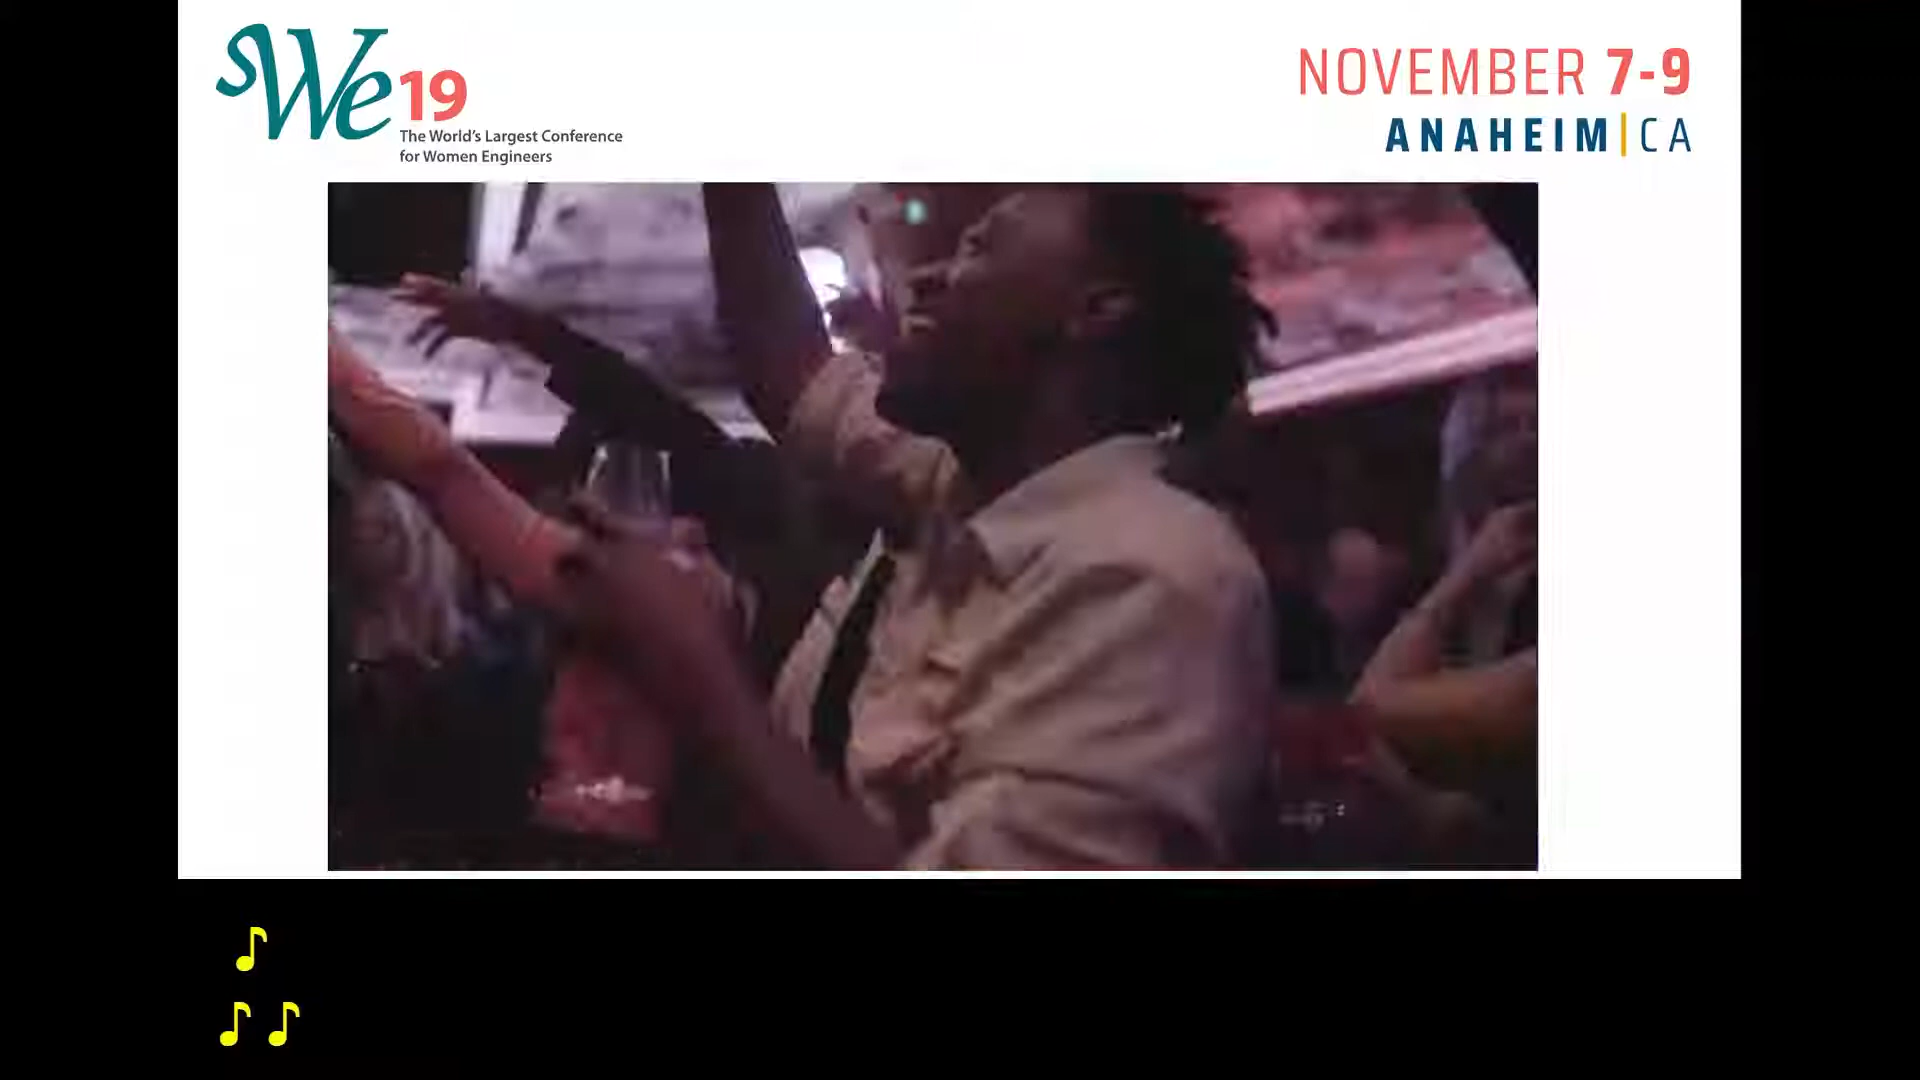 SWe19
The World's Largest Conference
for Women Engineers
NOVEMBER 7-9
ANAHEIM|CA
♪
♪ ♪